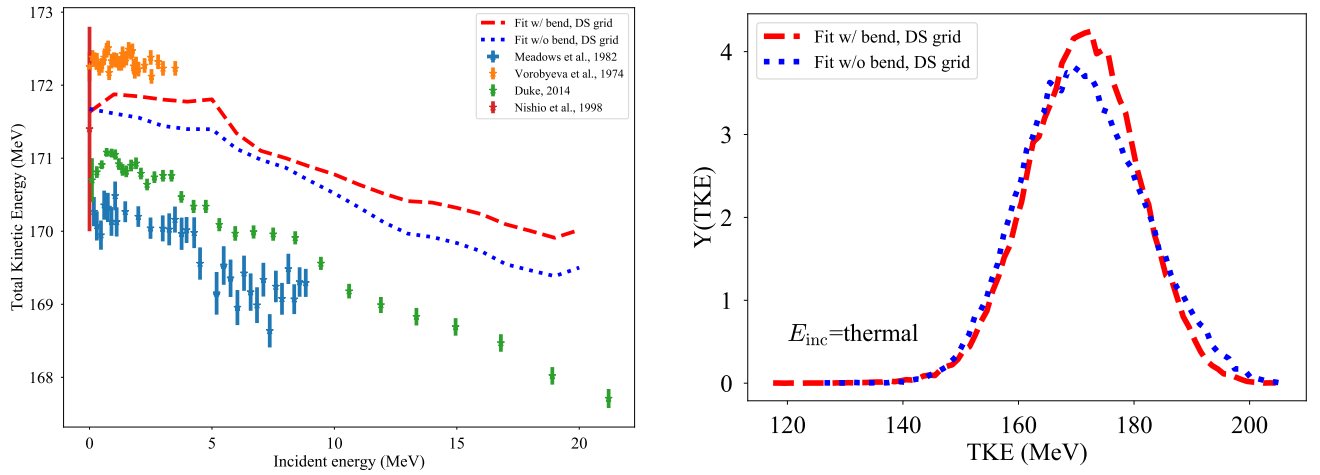 173
172
171
170
169
168
Total Kinetic Energy (MeV)
Fit w/ bend, DS grid
Fit w/o bend, DS grid
Meadows et al., 1982
Vorobyeva et al., 1974
Duke, 2014
Nishio et al., 1998
0 5 10 15 20
Incident energy (MeV)
4
3
2
1
0
Y(TKE)
Fit w/ bend, DS grid
Fit w/o bend, DS grid
E_inc=thermal
120 140 160 180 200
TKE (MeV)